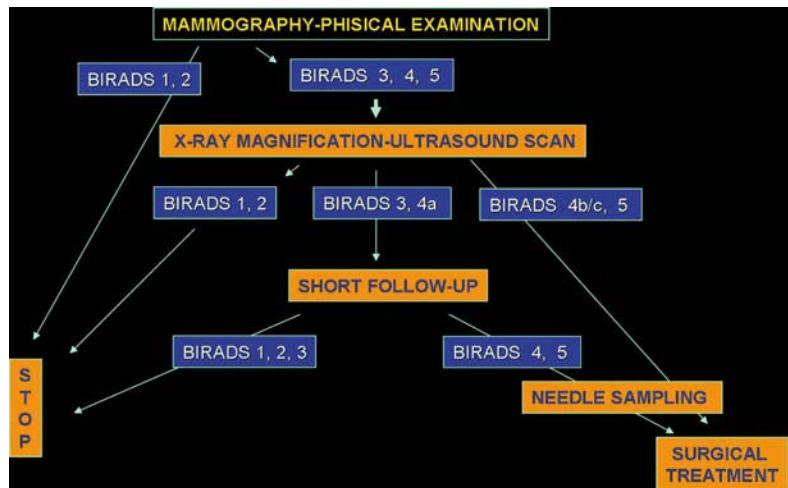 MAMMOGRAPHY-PHISICAL EXAMINATION
BIRADS 1, 2
BIRADS 3, 4, 5
X-RAY MAGNIFICATION-ULTRASOUND SCAN
BIRADS 1, 2
BIRADS 3, 4a
BIRADS 4b/c, 5
SHORT FOLLOW-UP
BIRADS 1, 2, 3
BIRADS 4, 5
S
T
O
P
NEEDLE SAMPLING
SURGICAL
TREATMENT